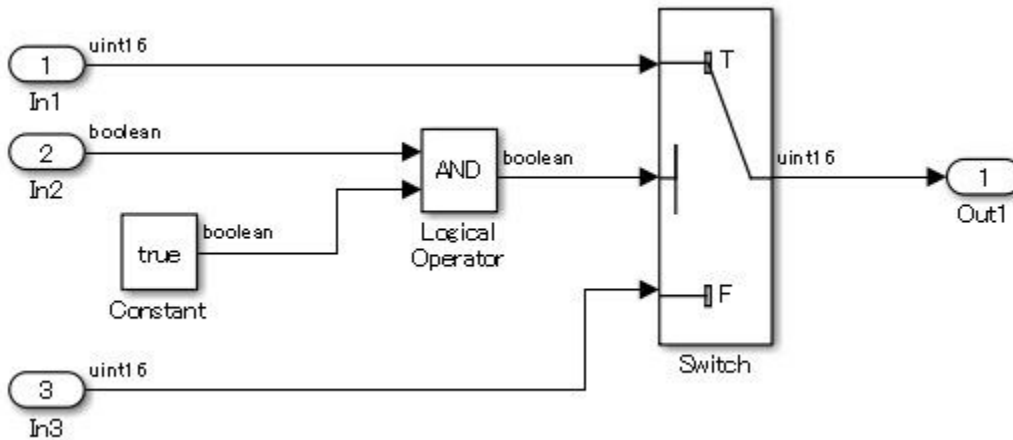 uint16
1
In1
T
boolean
2
In2
AND
boolean
uint16
1
Out1
Logical
Operator
boolean
true
Constant
F
Switch
uint16
3
In3